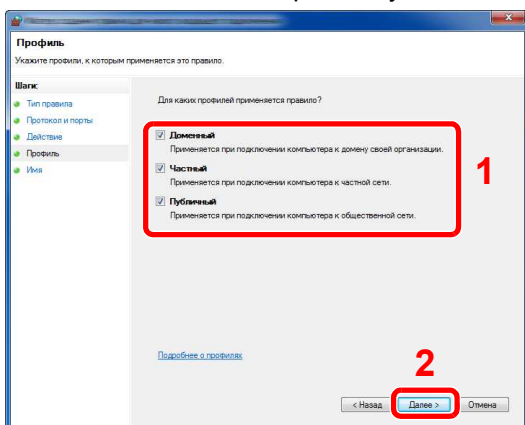 Профиль
Укажите профили, к которым применяется это правило.
Шаги:
Тип правила
Протокол и порты
Действие
Профиль
Имя
Для каких профилей применяется правило?
Доменный
Применяется при подключении компьютера к домену своей организации.
Частный
Применяется при подключении компьютера к частной сети.
Публичный
Применяется при подключении компьютера к общественной сети.
1
Подробнее о профилях
2
< Назад
Далее >
Отмена